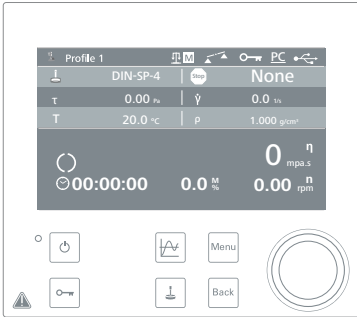 Profile 1 M PC
DIN-SP-4 Stop None
τ 0.00 Pa γ̇ 0.0 1/s
T 20.0 °C ρ 1.000 g/cm³
0 mpa.s η
00:00:00 0.0 M % 0.00 rpm n
Menu
Back